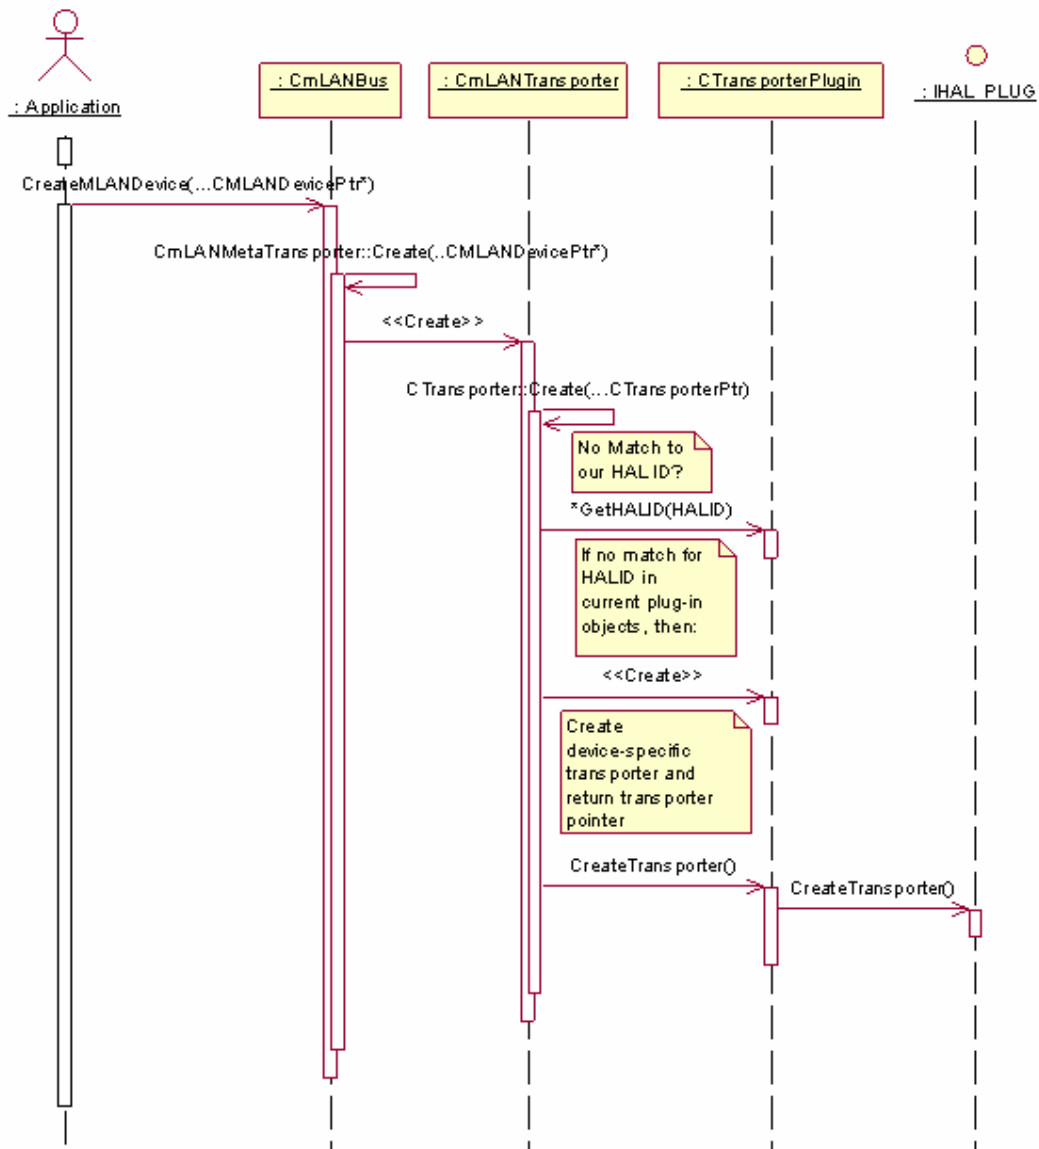 : CmLANBus
: CmLANTransporter
: CTransporterPlugin
: IHAL_PLUG
: Application
CreateMLANDevice(...CMLANDevicePtr*)
CmLANMetaTransporter::Create(..CMLANDevicePtr*)
<<Create>>
CTransporter::Create(...CTransporterPtr)
No Match to
our HAL ID?
*GetHALID(HALID)
If no match for
HALID in
current plug-in
objects, then:
<<Create>>
Create
device-specific
transporter and
return transporter
pointer
CreateTransporter()
CreateTransporter()